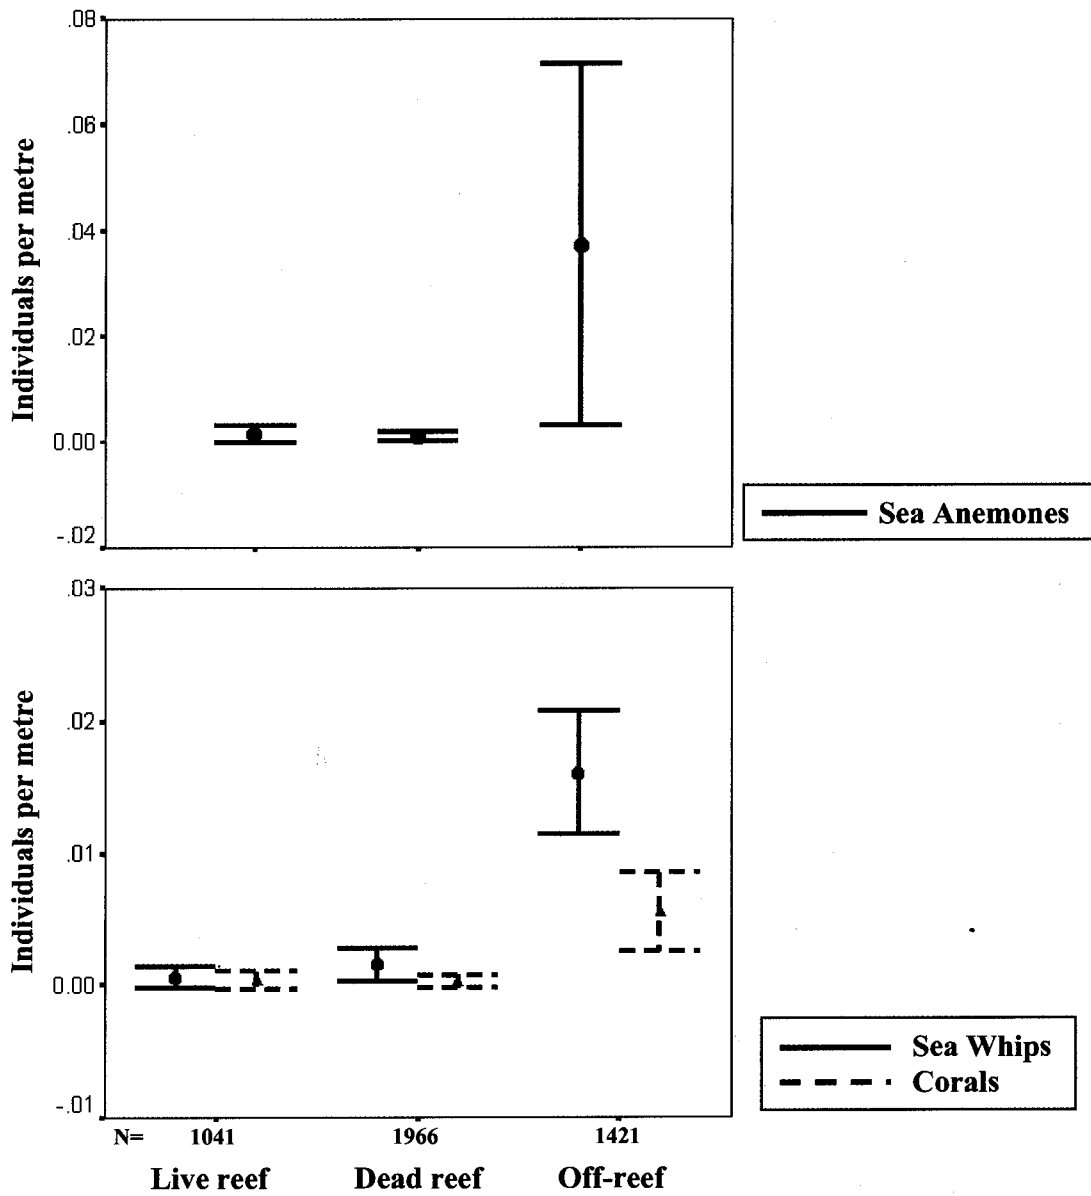 .08
.06
.04
.02
0.00
-.02
Individuals per metre
Sea Anemones
.03
.02
.01
0.00
-.01
Individuals per metre
Sea Whips
Corals
N= 1041 1966 1421
Live reef Dead reef Off-reef